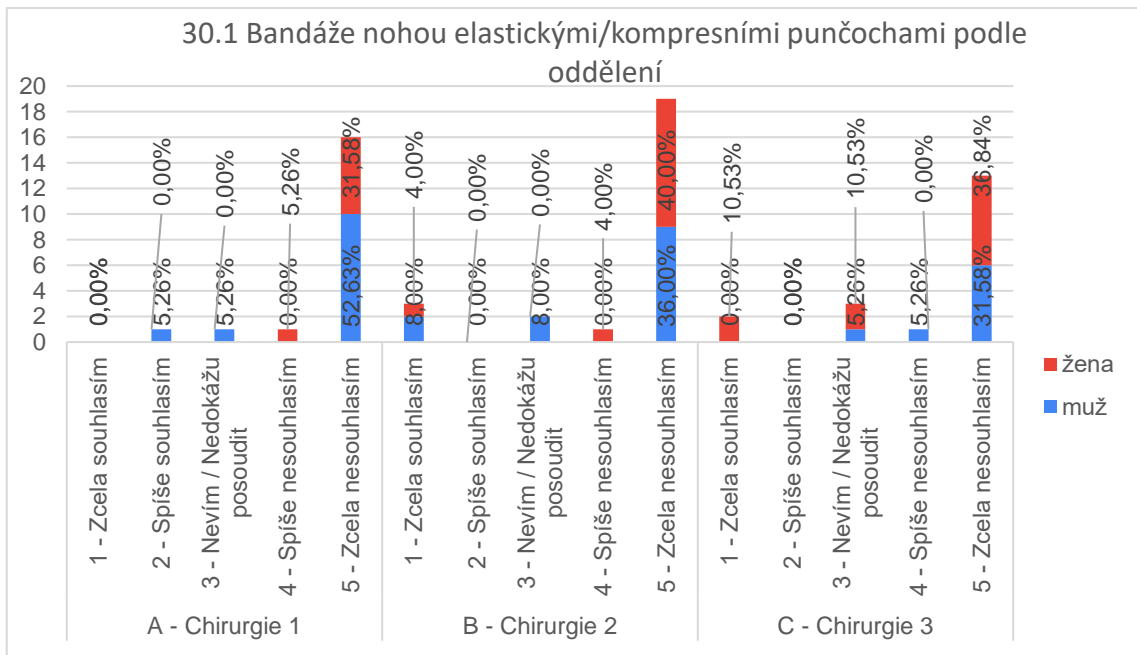 30.1 Bandáže nohou elastickými/kompresními punčochami podle
oddělení
20
18
16
14
12
10
8
6
4
2
0
0,00%
0,00%
5,26%
0,00%
5,26%
0,00%
0,00%
5,26%
52,63%
31,58%
8,00%
4,00%
0,00%
0,00%
8,00%
0,00%
0,00%
4,00%
36,00%
40,00%
0,00%
10,53%
0,00%
0,00%
5,26%
10,53%
5,26%
0,00%
31,58%
36,84%
1 - Zcela souhlasím
2 - Spíše souhlasím
3 - Nevím / Nedokážu
posoudit
4 - Spíše nesouhlasím
5 - Zcela nesouhlasím
1 - Zcela souhlasím
2 - Spíše souhlasím
3 - Nevím / Nedokážu
posoudit
4 - Spíše nesouhlasím
5 - Zcela nesouhlasím
1 - Zcela souhlasím
2 - Spíše souhlasím
3 - Nevím / Nedokážu
posoudit
4 - Spíše nesouhlasím
5 - Zcela nesouhlasím
A - Chirurgie 1
B - Chirurgie 2
C - Chirurgie 3
žena
muž